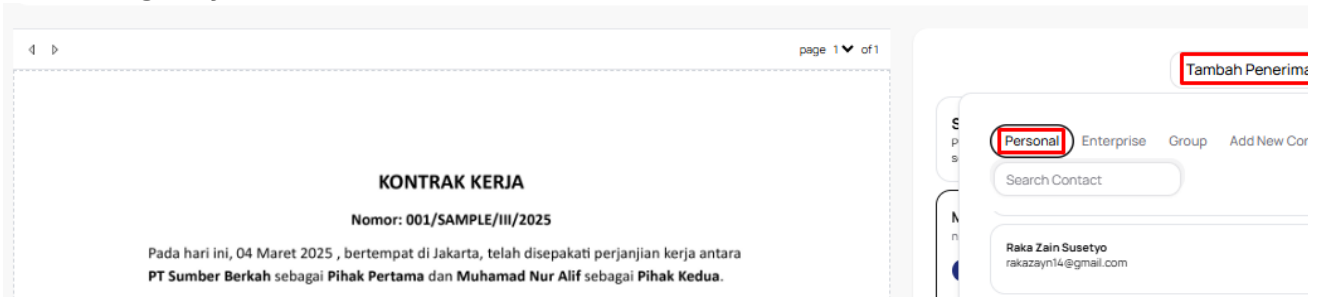 page 1 of 1
Tambah Penerima
Personal Enterprise Group Add New
Search Contact
KONTRAK KERJA
Nomor: 001/SAMPLE/III/2025
Raka Zain Susetyo
rakazayn14@gmail.com
Pada hari ini, 04 Maret 2025 , bertempat di Jakarta, telah disepakati perjanjian kerja antara
PT Sumber Berkah sebagai Pihak Pertama dan Muhamad Nur Alif sebagai Pihak Kedua.